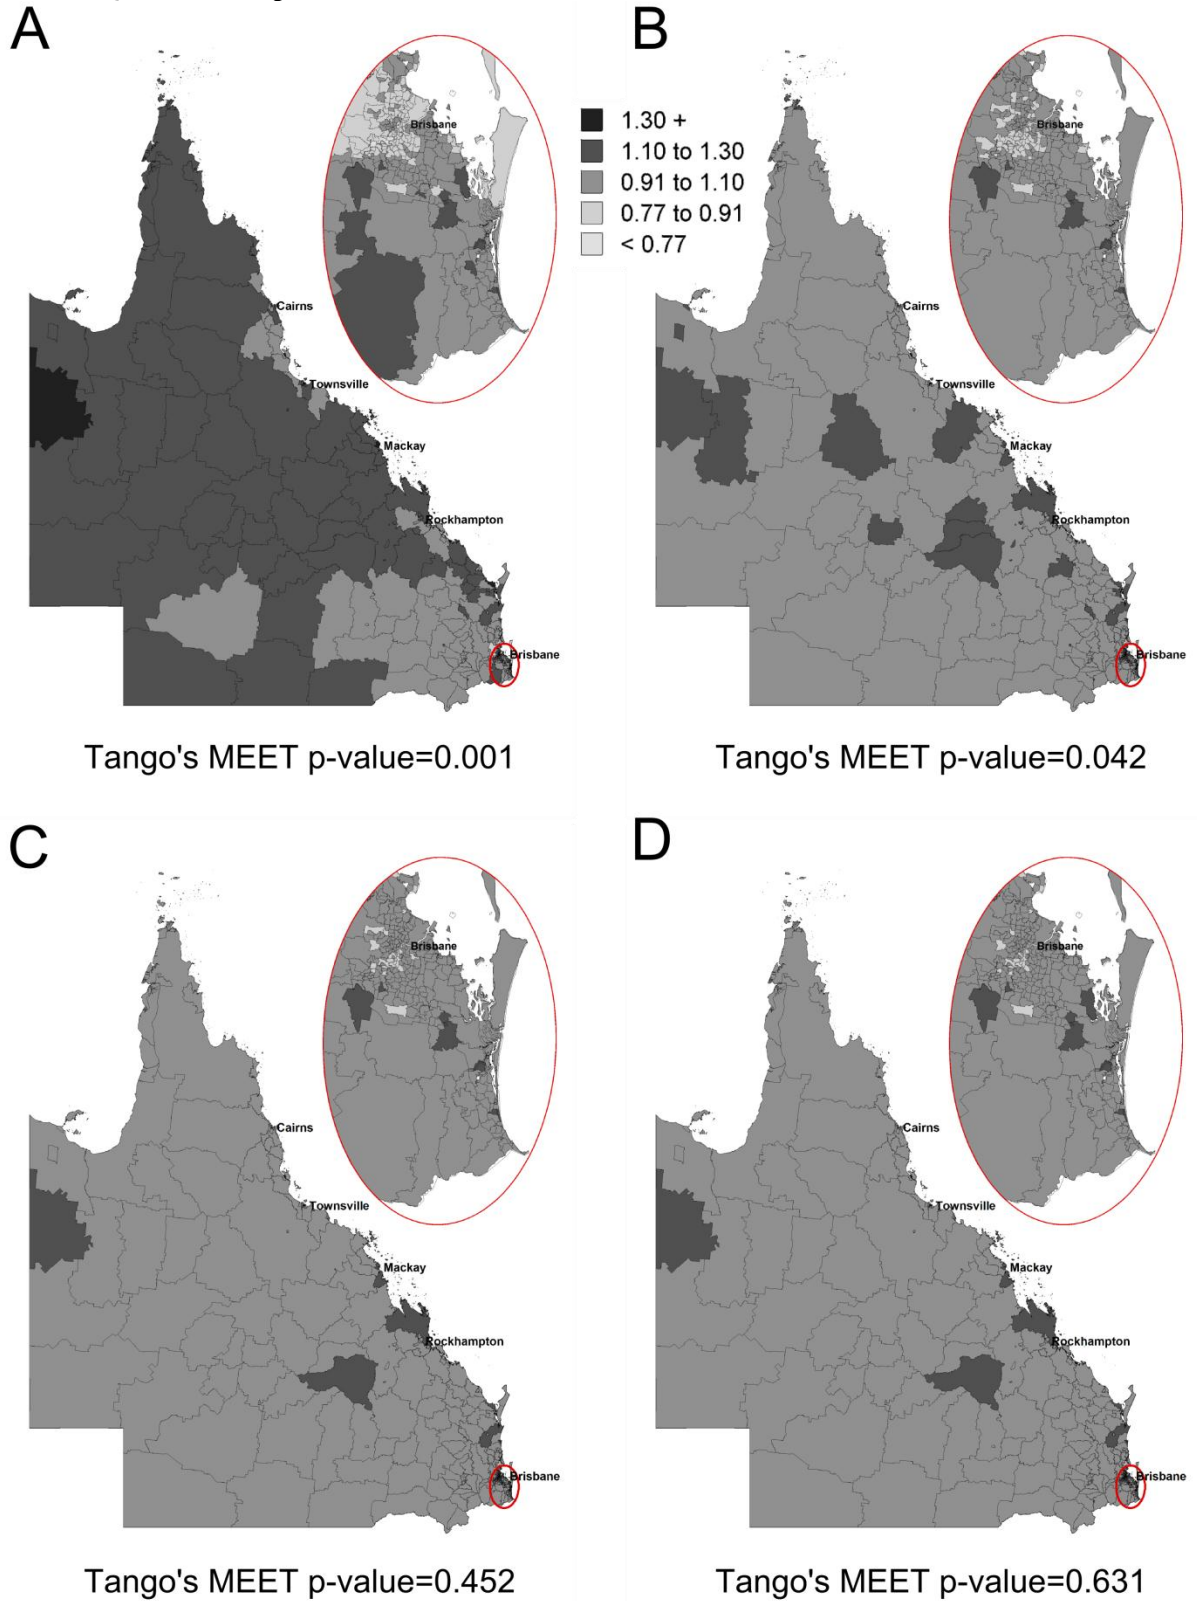 A
B
Brisbane
Brisbane
1.30 +
1.10 to 1.30
0.91 to 1.10
0.77 to 0.91
< 0.77
Cairns
Cairns
Townsville
Townsville
Mackay
Mackay
Rockhampton
Rockhampton
Brisbane
Brisbane
Tango's MEET p-value=0.001
Tango's MEET p-value=0.042
C
D
Brisbane
Brisbane
Cairns
Cairns
Townsville
Townsville
Mackay
Mackay
Rockhampton
Rockhampton
Brisbane
Brisbane
Tango's MEET p-value=0.452
Tango's MEET p-value=0.631